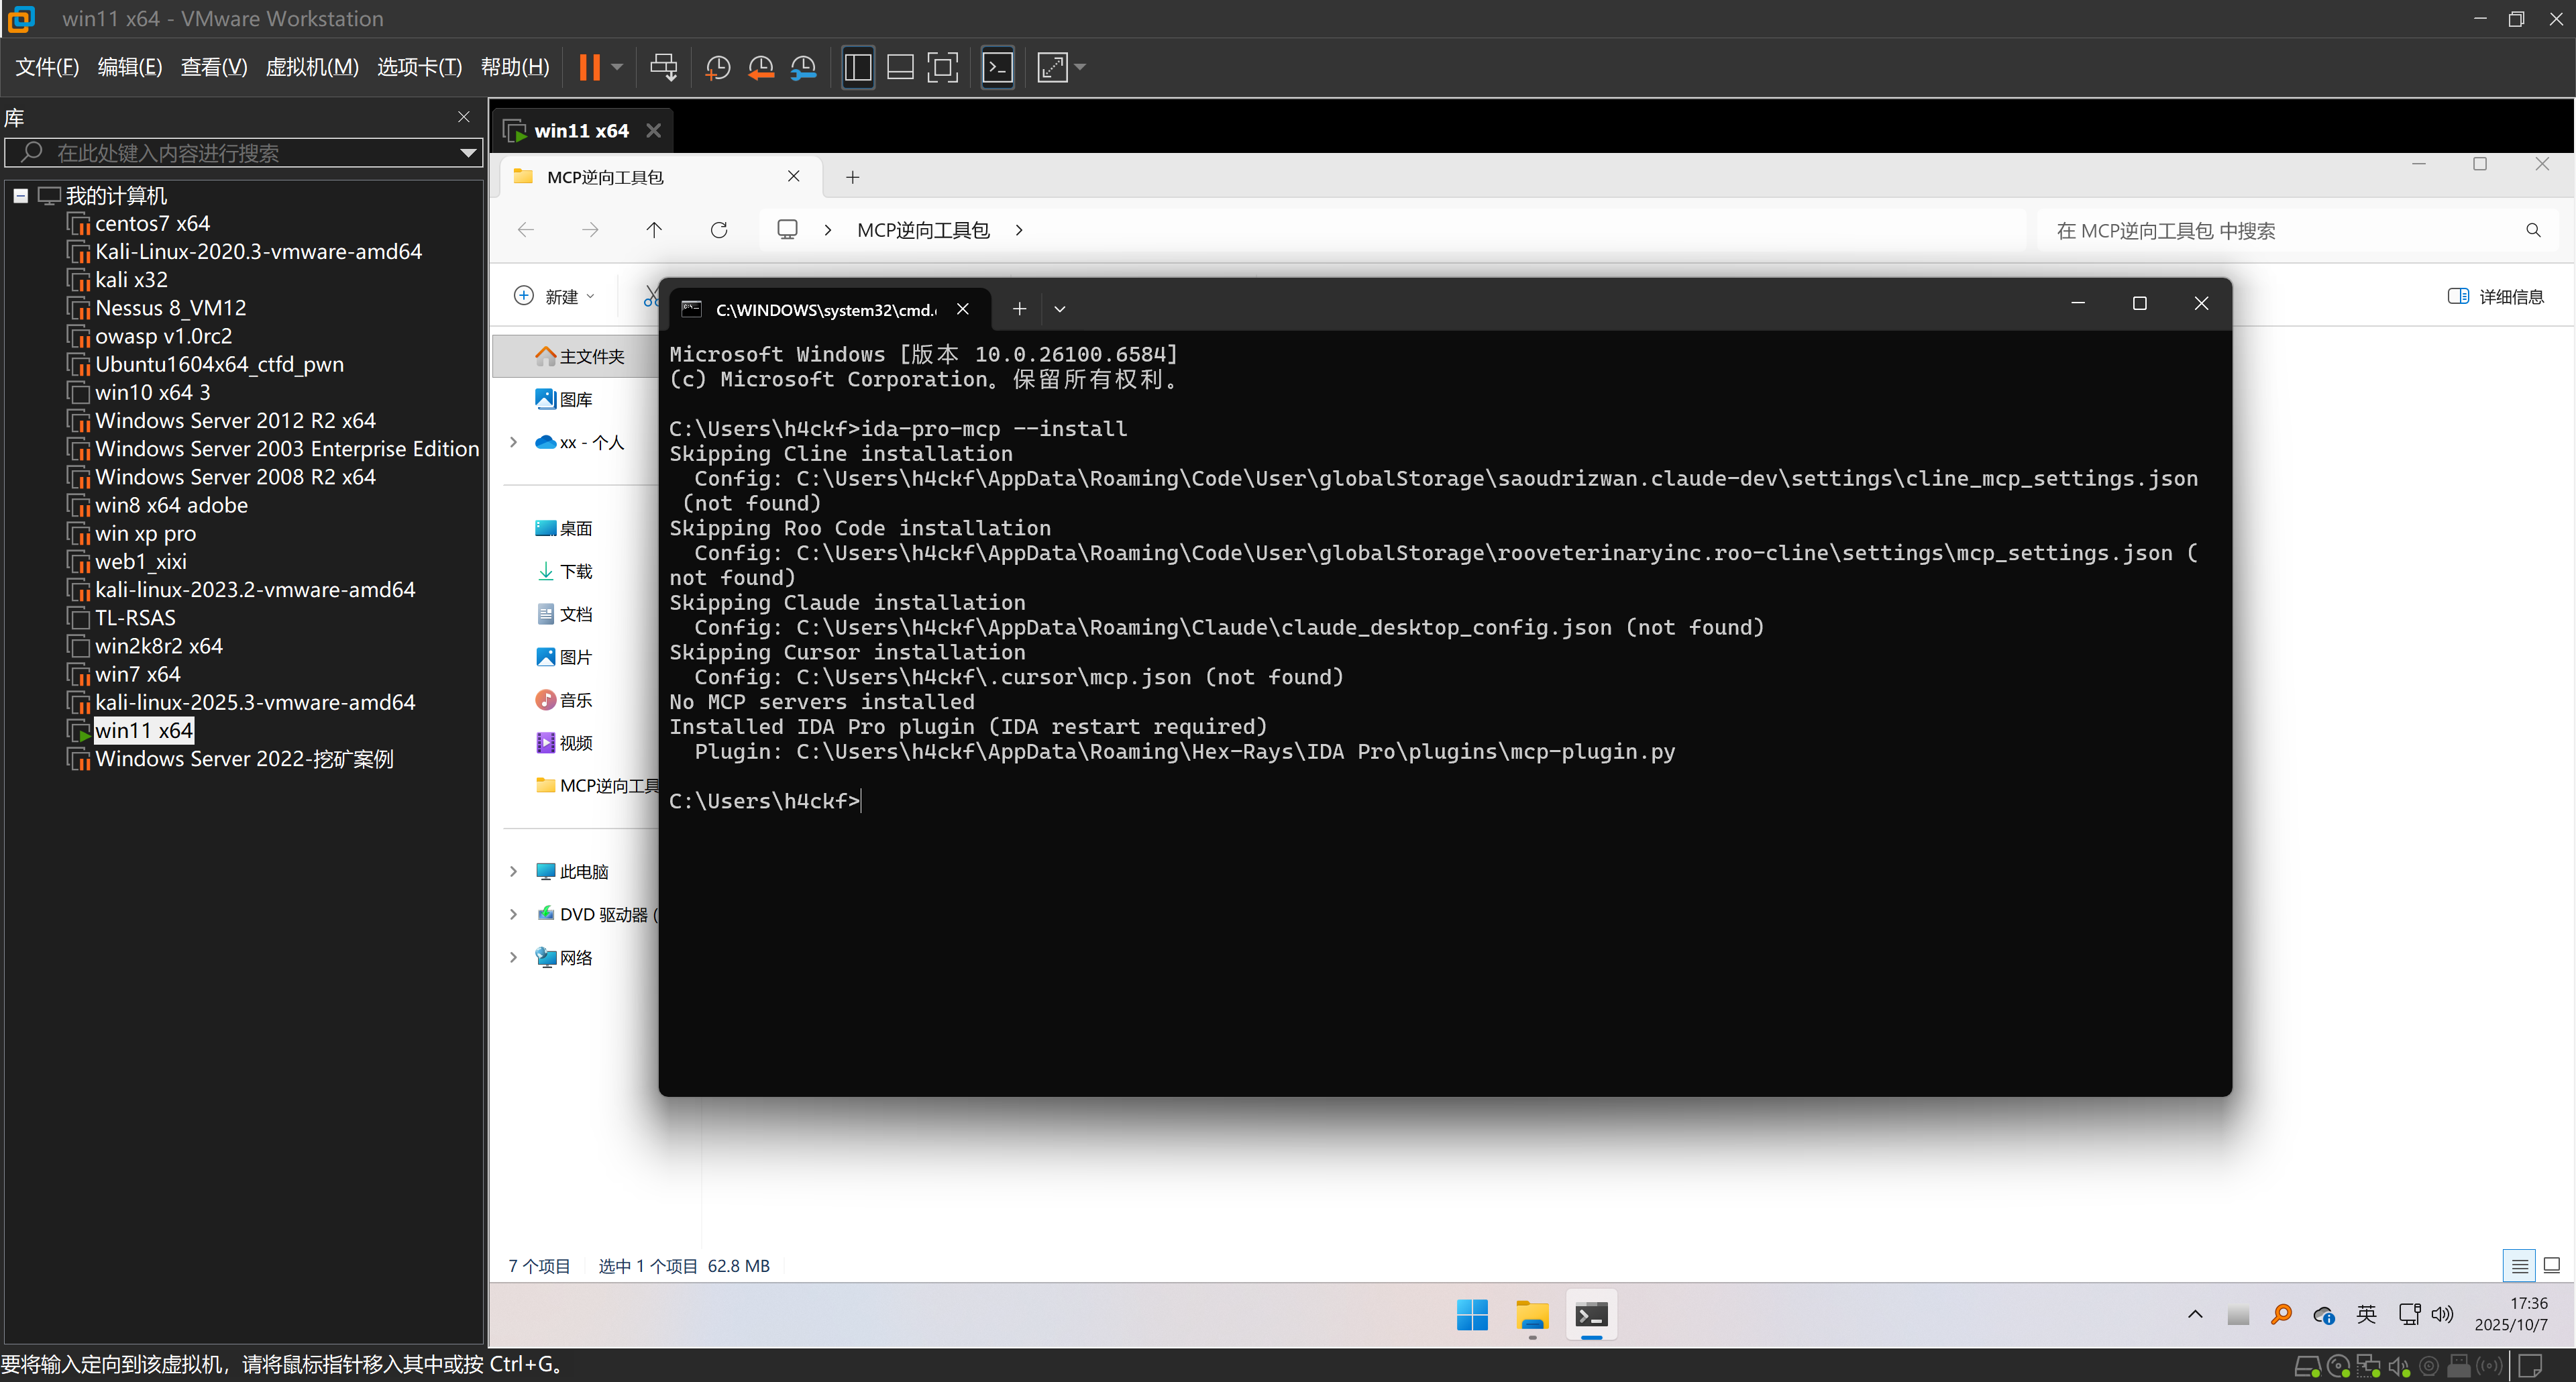 win11 x64 - VMware Workstation
文件(F) 编辑(E) 查看(V) 虚拟机(M) 选项卡(T) 帮助(H)
库
在此处键入内容进行搜索
我的计算机
centos7 x64
Kali-Linux-2020.3-vmware-amd64
kali x32
Nessus 8_VM12
owasp v1.0rc2
Ubuntu1604x64_ctfd_pwn
win10 x64 3
Windows Server 2012 R2 x64
Windows Server 2003 Enterprise Edition
Windows Server 2008 R2 x64
win8 x64 adobe
win xp pro
web1_xixi
kali-linux-2023.2-vmware-amd64
TL-RSAS
win2k8r2 x64
win7 x64
kali-linux-2025.3-vmware-amd64
win11 x64
Windows Server 2022-挖矿案例
win11 x64
MCP逆向工具包
MCP逆向工具包
在 MCP逆向工具包 中搜索
新建
详细信息
主文件夹
图库
xx - 个人
桌面
下载
文档
图片
音乐
视频
MCP逆向工具
此电脑
DVD 驱动器 (
网络
C:\WINDOWS\system32\cmd.
Microsoft Windows [版本 10.0.26100.6584]
(c) Microsoft Corporation。保留所有权利。
C:\Users\h4ckf>ida-pro-mcp --install
Skipping Cline installation
Config: C:\Users\h4ckf\AppData\Roaming\Code\User\globalStorage\saoudrizwan.claude-dev\settings\cline_mcp_settings.json
(not found)
Skipping Roo Code installation
Config: C:\Users\h4ckf\AppData\Roaming\Code\User\globalStorage\rooveterinaryinc.roo-cline\settings\mcp_settings.json (
not found)
Skipping Claude installation
Config: C:\Users\h4ckf\AppData\Roaming\Claude\claude_desktop_config.json (not found)
Skipping Cursor installation
Config: C:\Users\h4ckf\.cursor\mcp.json (not found)
No MCP servers installed
Installed IDA Pro plugin (IDA restart required)
Plugin: C:\Users\h4ckf\AppData\Roaming\Hex-Rays\IDA Pro\plugins\mcp-plugin.py
C:\Users\h4ckf>
7 个项目 选中 1 个项目 62.8 MB
英
17:36
2025/10/7
要将输入定向到该虚拟机，请将鼠标指针移入其中或按 Ctrl+G。